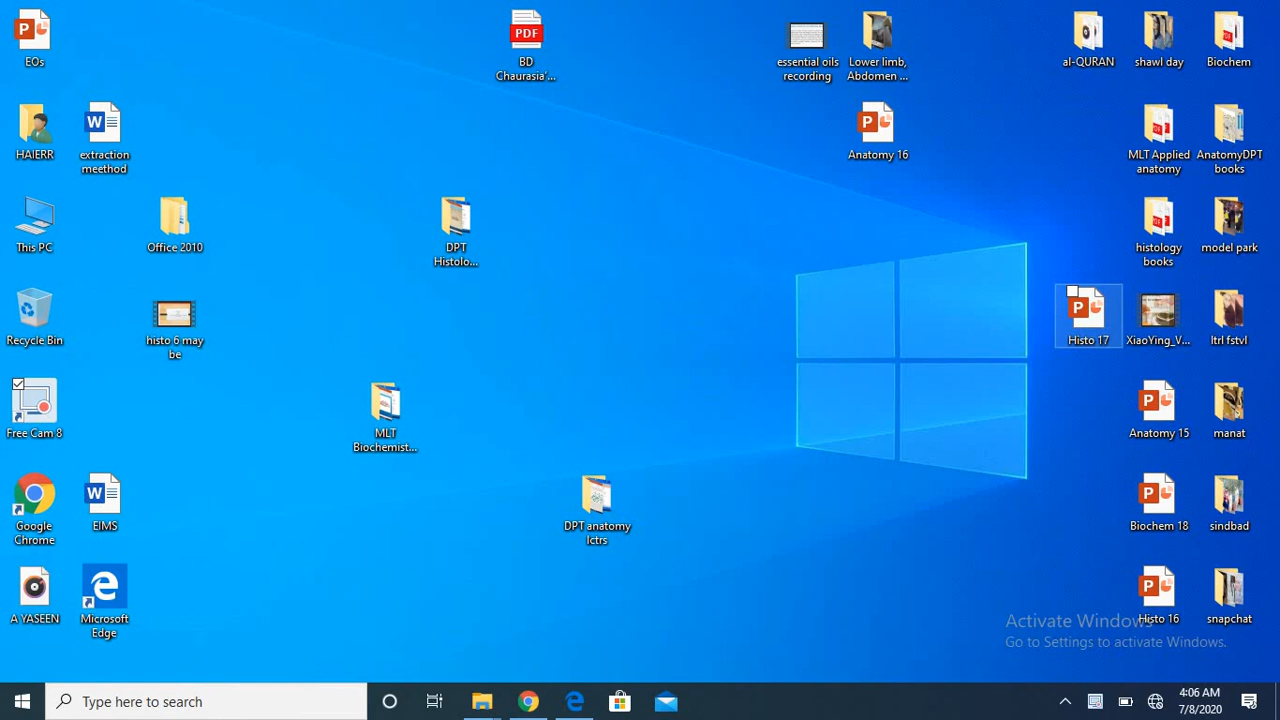 EOs
PDF
BD
Chaurasia'...
essential oils
recording
Lower limb,
Abdomen ...
al-QURAN
shawl day
Biochem
HAIERR
extraction
meethod
Anatomy 16
MLT Applied
anatomy
AnatomyDPT
books
This PC
Office 2010
DPT
Histolo...
histology
books
model park
Recycle Bin
histo 6 may
be
Histo 17
XiaoYing_V...
ltrl fstvl
Free Cam 8
MLT
Biochemist...
Anatomy 15
manat
Google
Chrome
EIMS
DPT anatomy
lctrs
Biochem 18
sindbad
A YASEEN
Microsoft
Edge
Histo 16
snapchat
Activate Windows
Go to Settings to activate Windows.
Type here to search
4:06 AM
7/8/2020